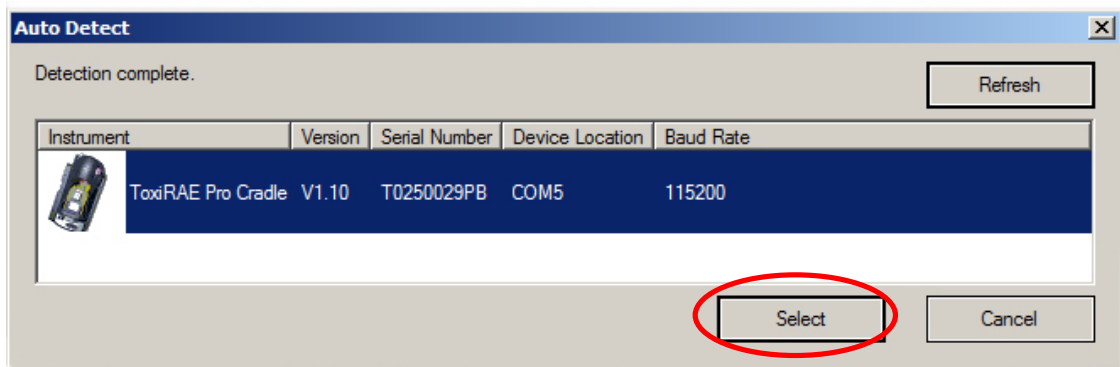 Auto Detect
Detection complete.
Refresh
Instrument Version Serial Number Device Location Baud Rate
ToxiRAE Pro Cradle V1.10 T0250029PB COM5 115200
Select Cancel